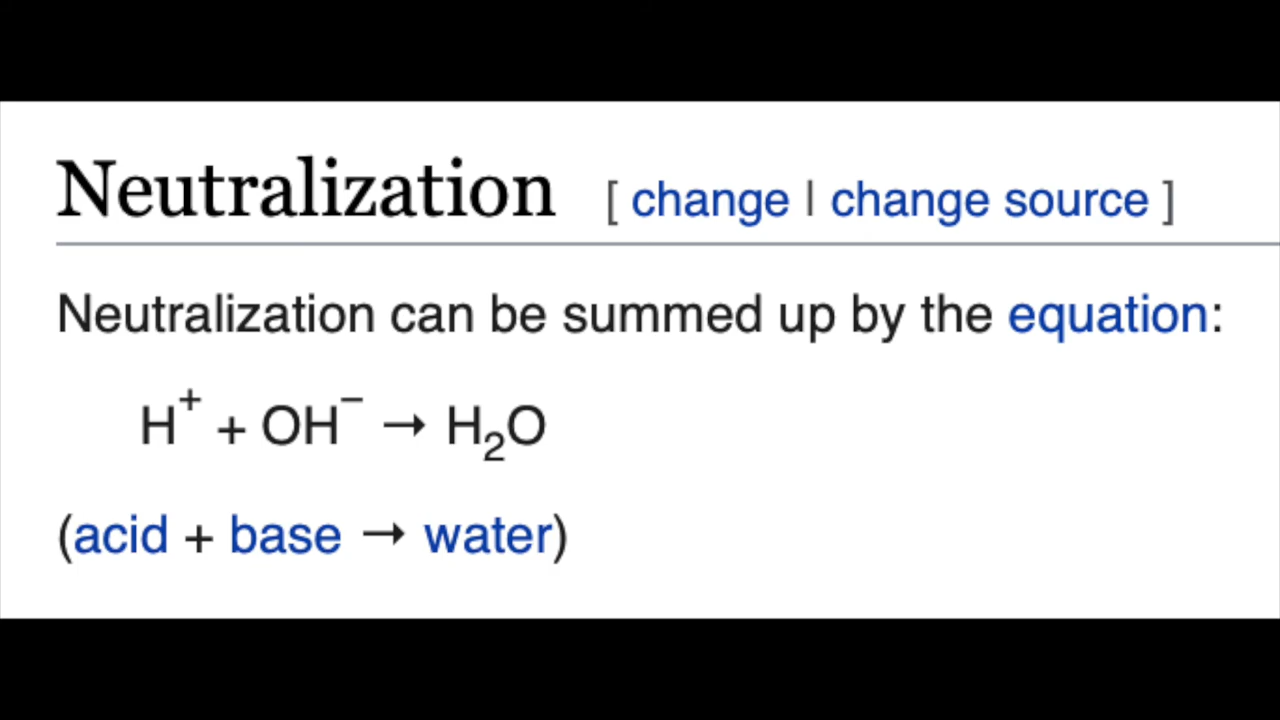 Neutralization [ change | change source ]
Neutralization can be summed up by the equation:
H⁺ + OH⁻ → H₂O
(acid + base → water)